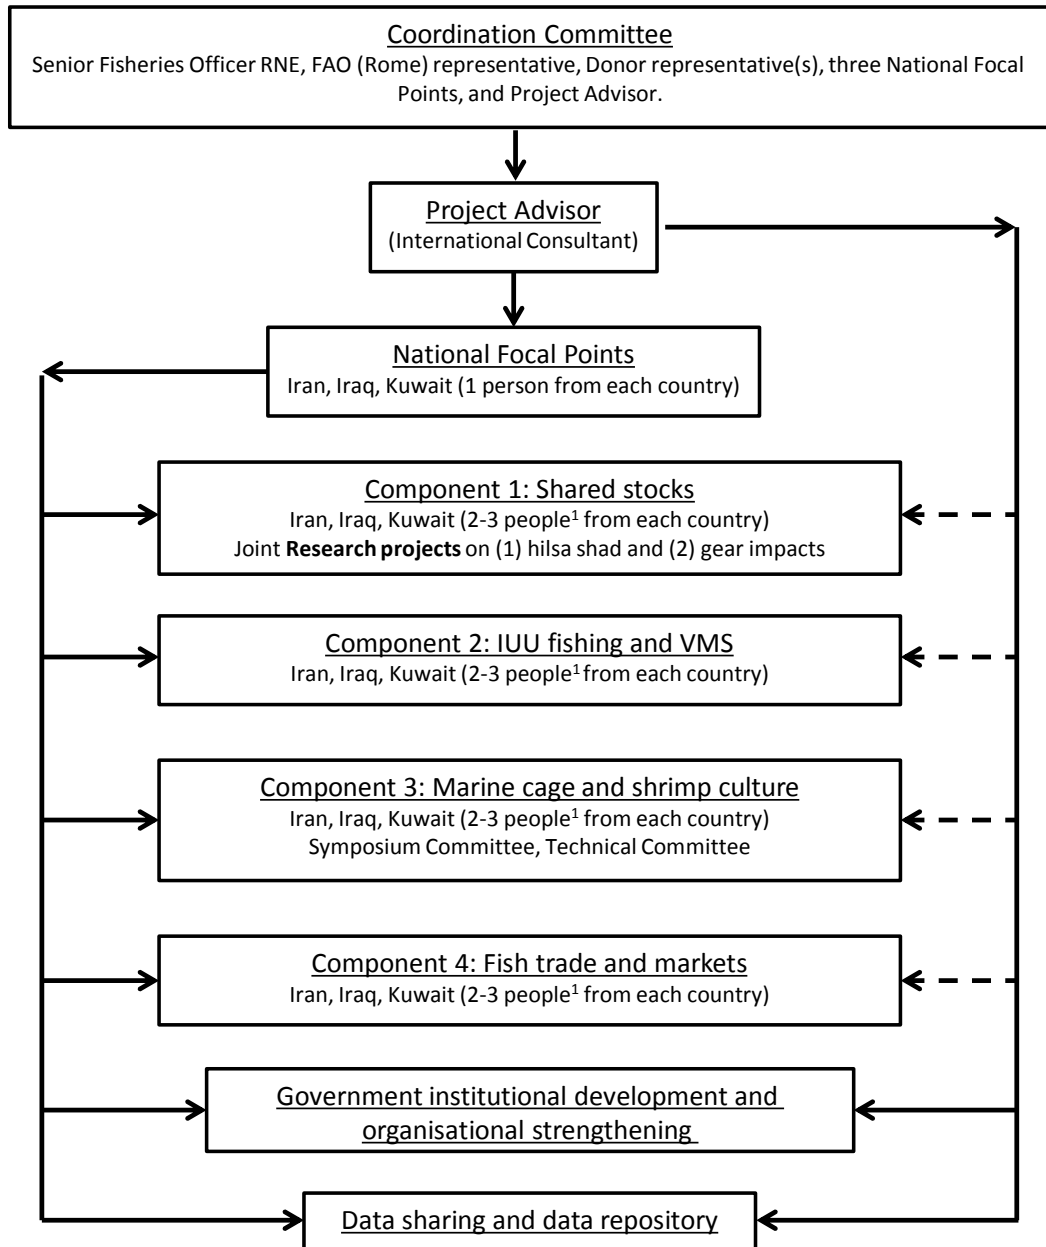 Coordination Committee
Senior Fisheries Officer RNE, FAO (Rome) representative, Donor representative(s), three National Focal
Points, and Project Advisor.
Project Advisor
(International Consultant)
National Focal Points
Iran, Iraq, Kuwait (1 person from each country)
Component 1: Shared stocks
Iran, Iraq, Kuwait (2-3 people¹ from each country)
Joint Research projects on (1) hilsa shad and (2) gear impacts
Component 2: IUU fishing and VMS
Iran, Iraq, Kuwait (2-3 people¹ from each country)
Component 3: Marine cage and shrimp culture
Iran, Iraq, Kuwait (2-3 people¹ from each country)
Symposium Committee, Technical Committee
Component 4: Fish trade and markets
Iran, Iraq, Kuwait (2-3 people¹ from each country)
Government institutional development and
organisational strengthening
Data sharing and data repository